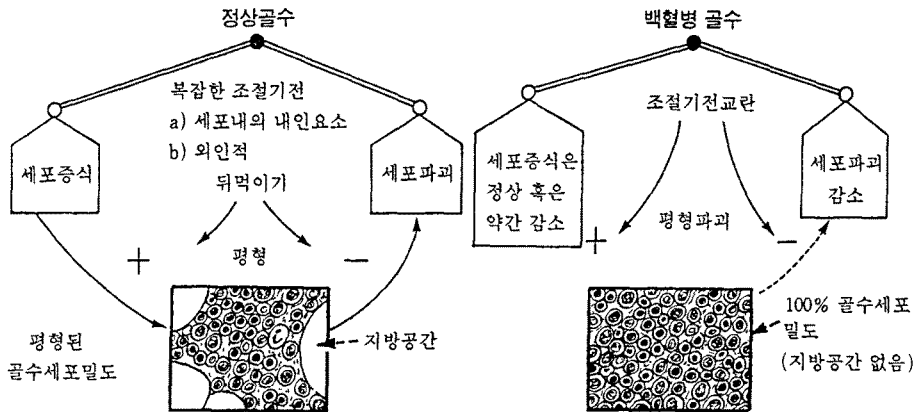 정상골수
복잡한 조절기전
a) 세포내의 내인요소
b) 외인적
뒤먹이기
세포증식
세포파괴
+
평형
−
평형된
골수세포밀도
지방공간
백혈병 골수
조절기전교란
세포증식은
정상 혹은
약간 감소
세포파괴
감소
+
평형파괴
−
100% 골수세포
밀도
(지방공간 없음)